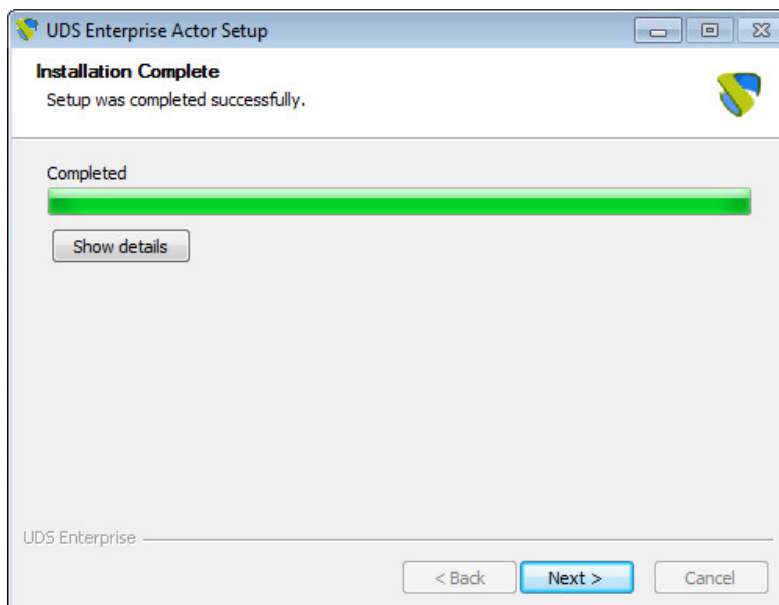 UDS Enterprise Actor Setup
Installation Complete
Setup was completed successfully.
Completed
Show details
UDS Enterprise
< Back
Next >
Cancel